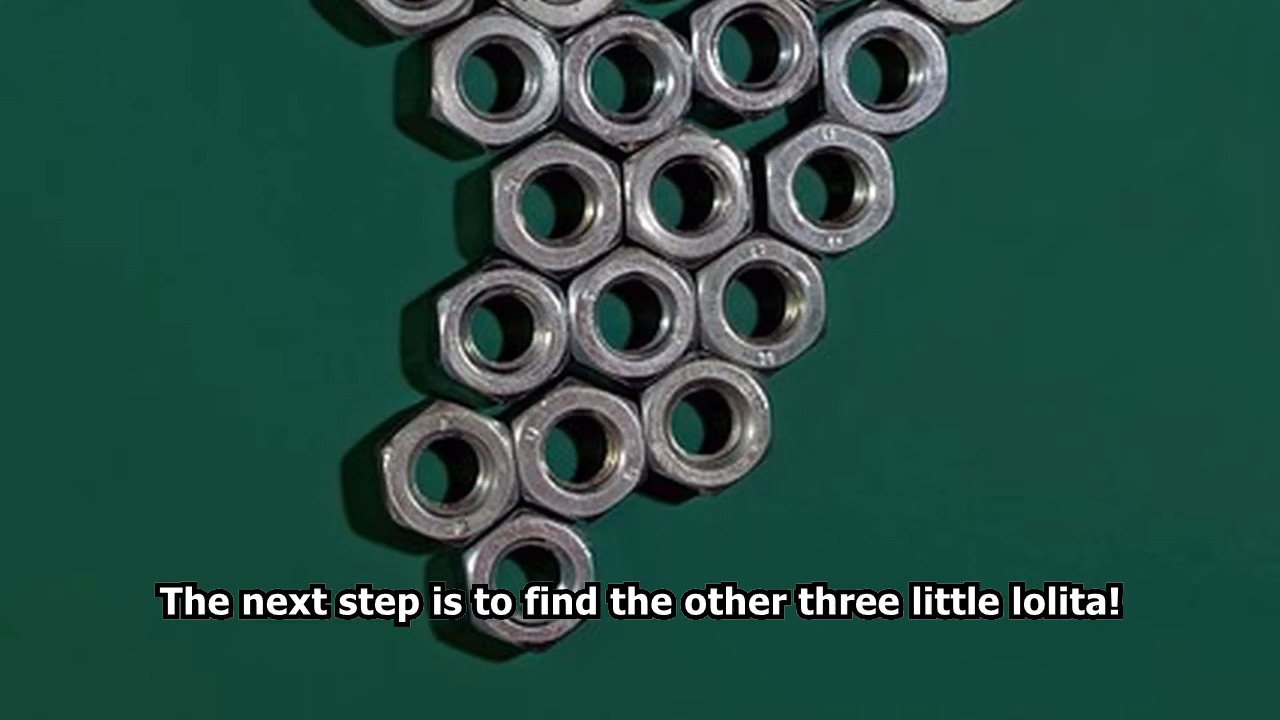 The next step is to find the other three little lolita!